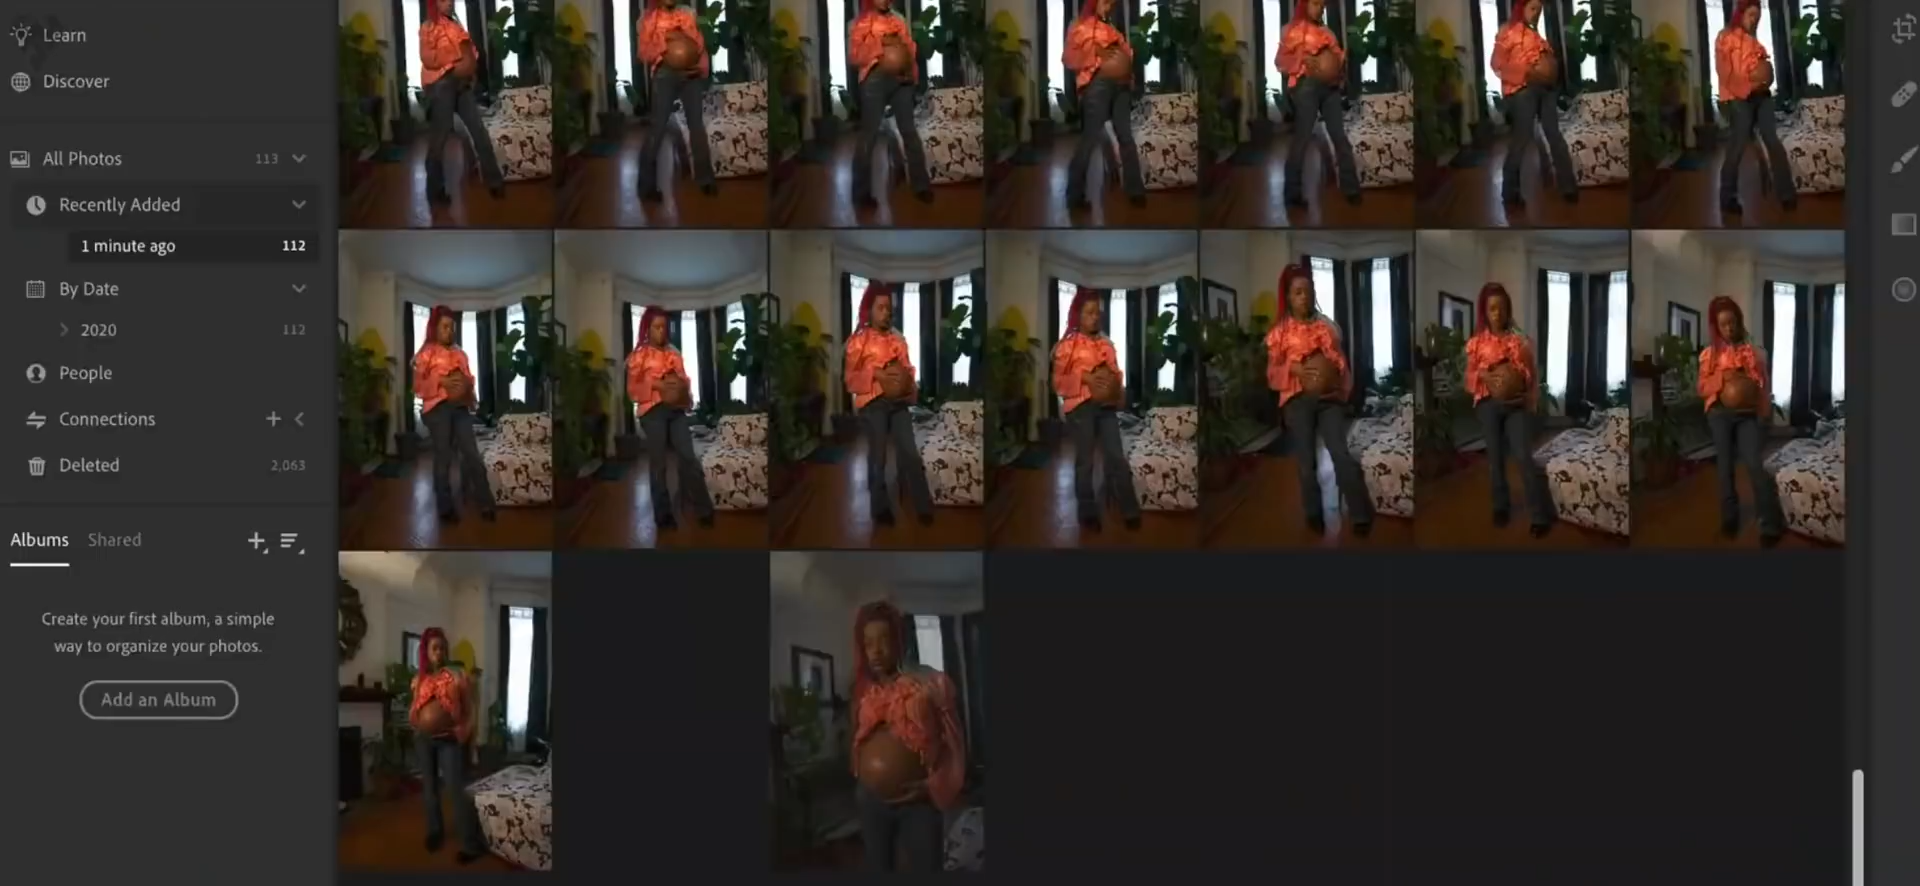 Learn
Discover
All Photos 113
Recently Added
1 minute ago 112
By Date
2020 112
People
Connections
Deleted 2,063
Albums Shared
Create your first album, a simple
way to organize your photos.
Add an Album